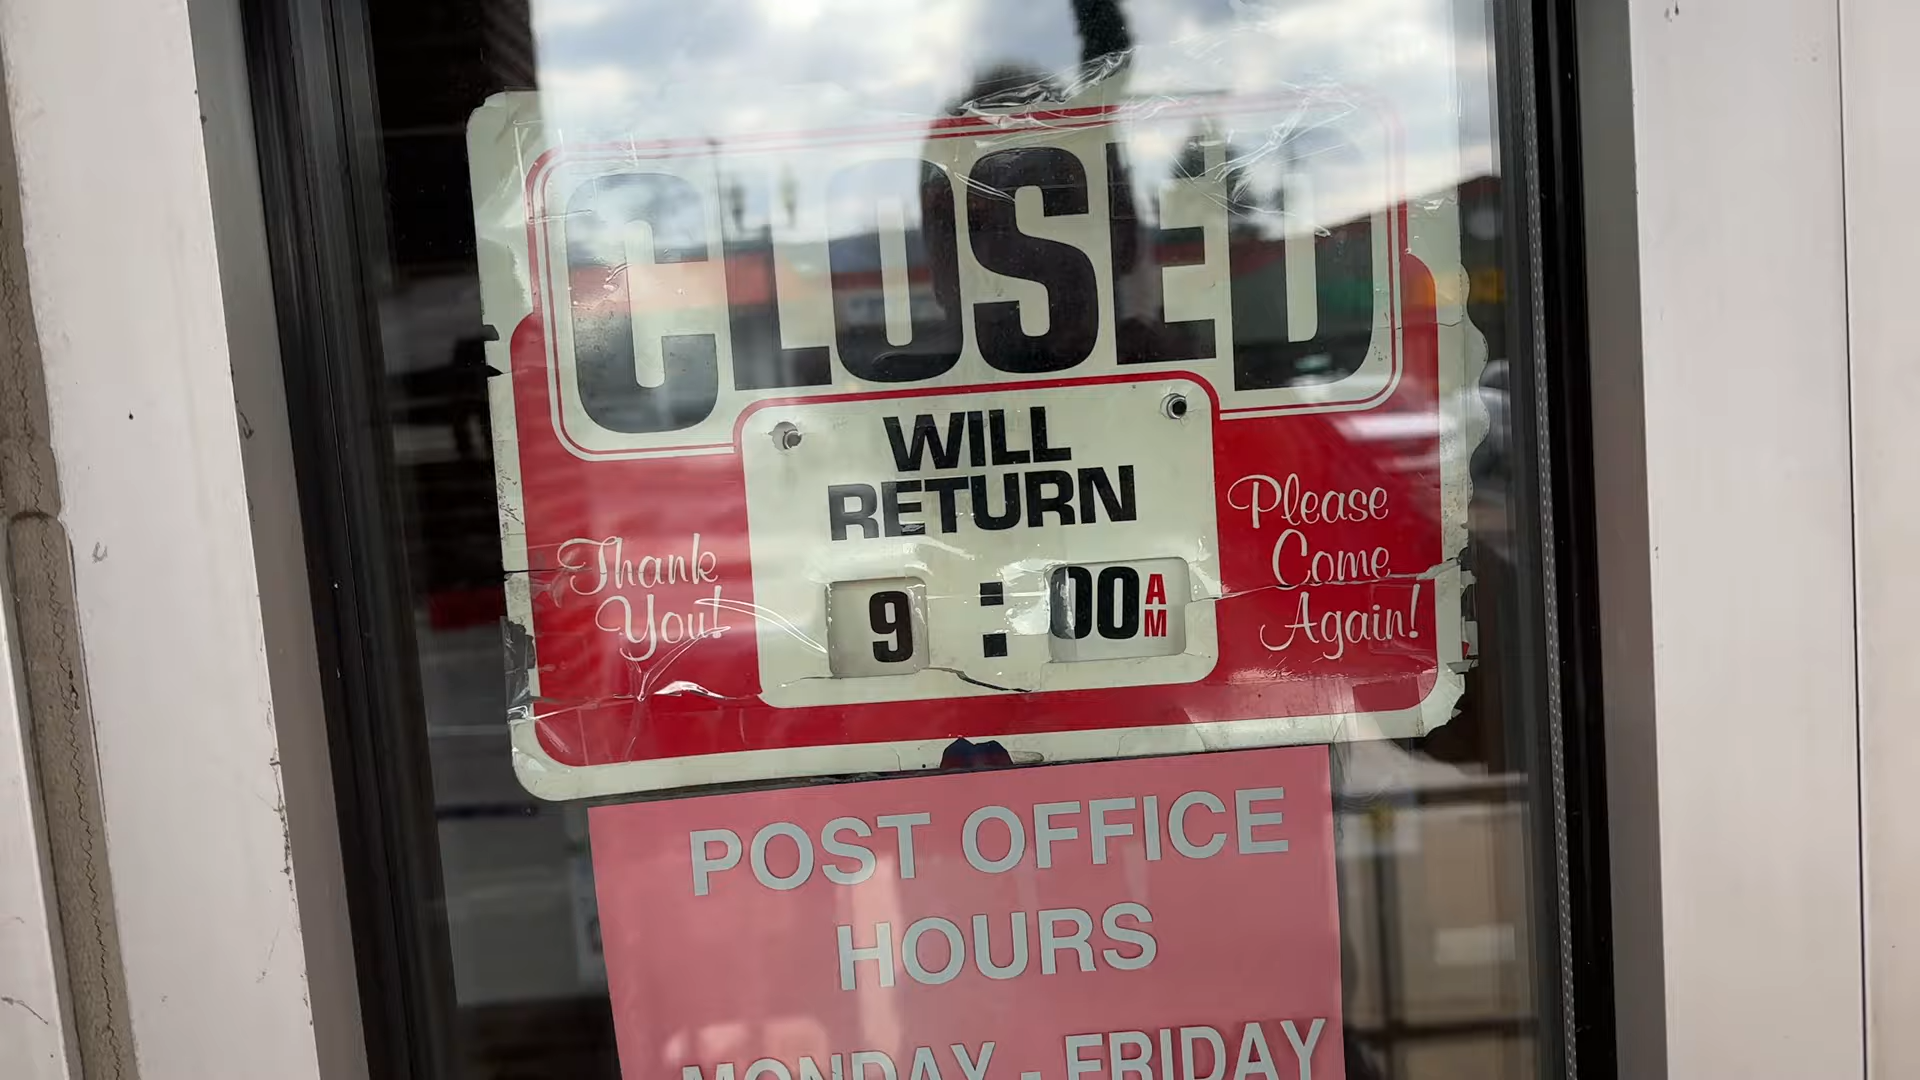 CLOSED
WILL
RETURN
9:00 AM
Thank
You!
Please
Come
Again!
POST OFFICE
HOURS
MONDAY - FRIDAY